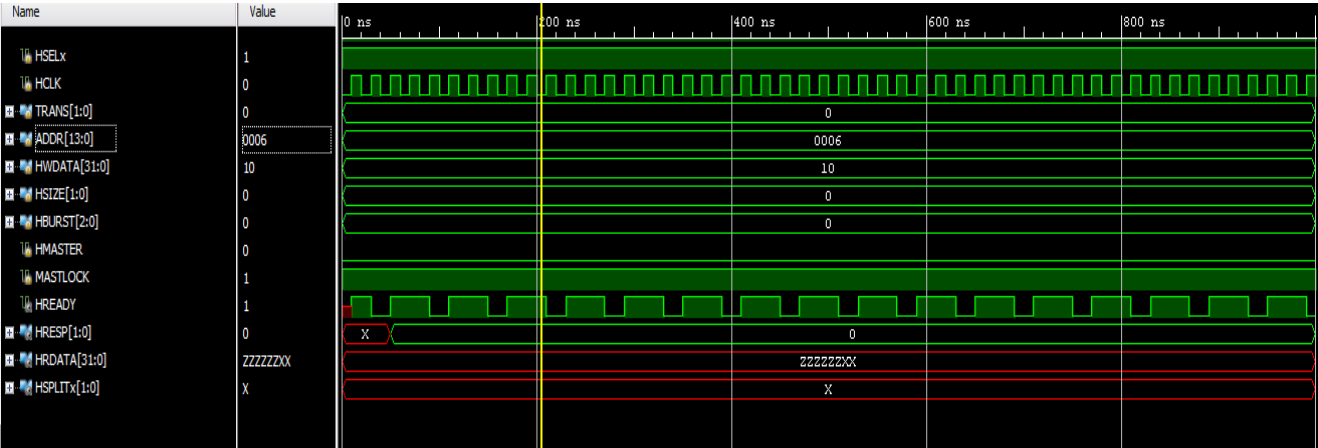 Name Value
0 ns 200 ns 400 ns 600 ns 800 ns
HSELx 1
HCLK 0
TRANS[1:0] 0 0
ADDR[13:0] 0006 0006
HWDATA[31:0] 10 10
HSIZE[1:0] 0 0
HBURST[2:0] 0 0
HMASTER 0
MASTLOCK 1
HREADY 1
HRESP[1:0] 0 X 0
HRDATA[31:0] ZZZZZZXX ZZZZZZXX
HSPLITx[1:0] X X